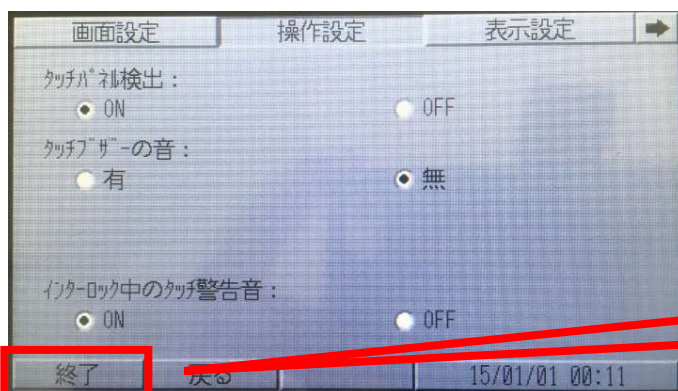 画面設定 操作設定 表示設定
ﾀｯﾁﾊﾟﾈﾙ検出：
ON OFF
ﾀｯﾁﾌﾞｻﾞｰの音：
有 無
ｲﾝﾀｰﾛｯｸ中のﾀｯﾁ警告音：
ON OFF
終了 戻る 15/01/01 00:11